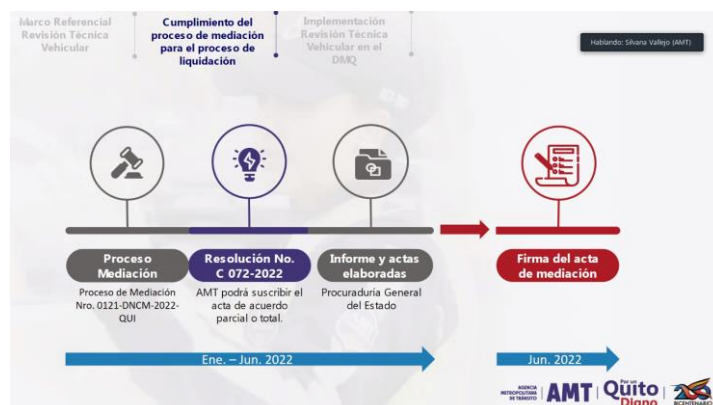 Marco Referencial
Revisión Técnica
Vehicular
Cumplimiento del
proceso de mediación
para el proceso de
liquidación
Implementación
Revisión Técnica
Vehicular en el
DMQ
Hablando: Silvana Vallejo (AMT)
Proceso
Mediación
Proceso de Mediación
Nro. 0121-DNCM-2022-
QUI
Resolución No.
C 072-2022
AMT podrá suscribir el
acta de acuerdo
parcial o total.
Informe y actas
elaboradas
Procuraduría General
del Estado
Firma del acta
de mediación
Ene. – Jun. 2022
Jun. 2022
AGENCIA
METROPOLITANA
DE TRÁNSITO
AMT
Por un
Quito
Digno
BICENTENARIO